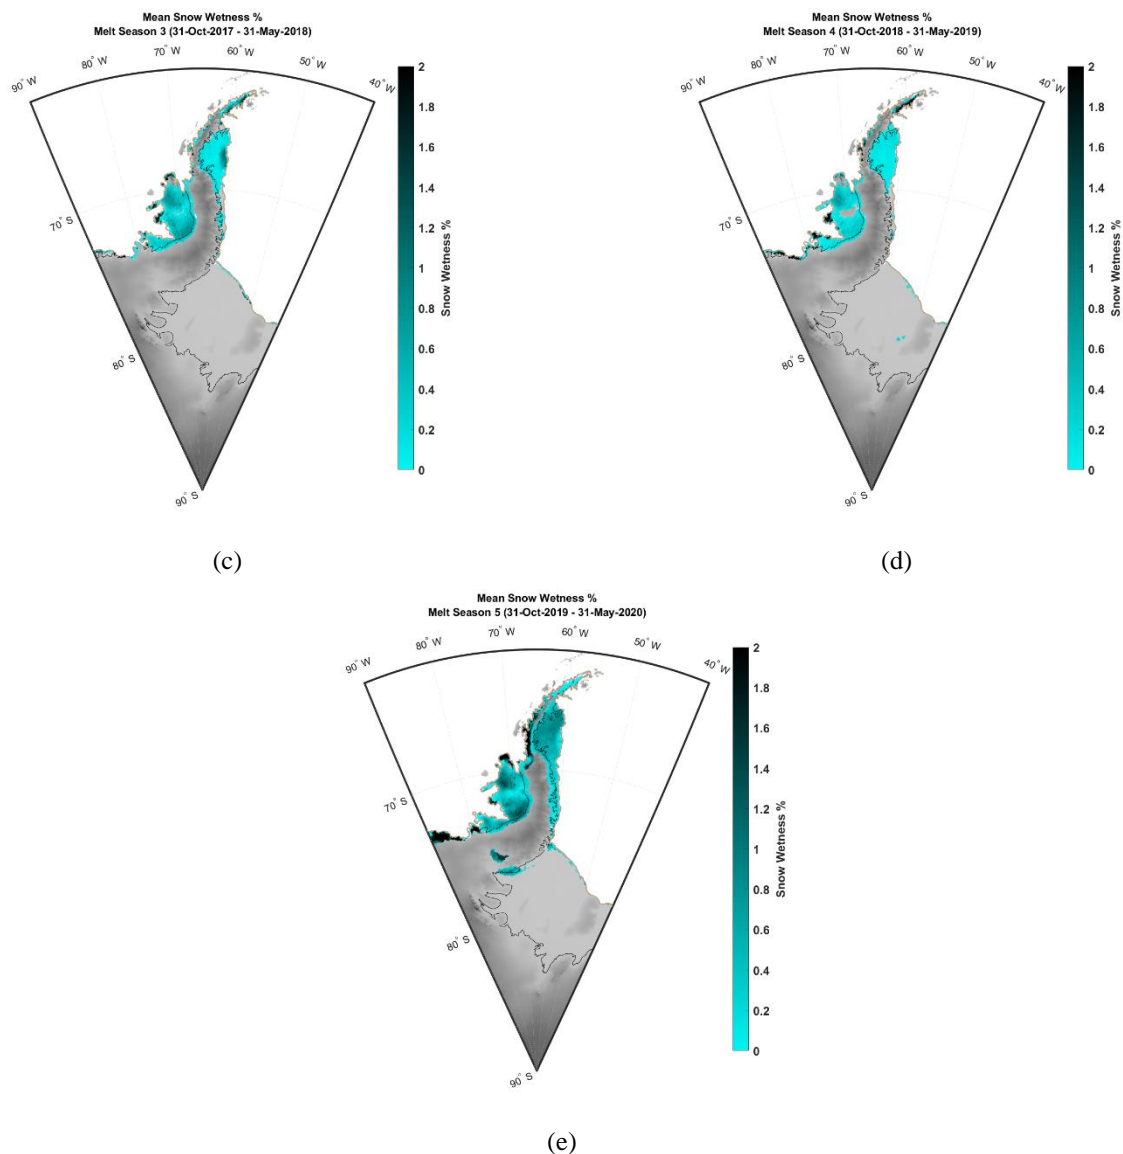 Mean Snow Wetness %
Melt Season 3 (31-Oct-2017 - 31-May-2018)
90° W
80° W
70° W
60° W
50° W
40° W
70° S
80° S
90° S
2
1.8
1.6
1.4
1.2
1
0.8
0.6
0.4
0.2
0
Snow Wetness %
(c)
Mean Snow Wetness %
Melt Season 4 (31-Oct-2018 - 31-May-2019)
90° W
80° W
70° W
60° W
50° W
40° W
70° S
80° S
90° S
2
1.8
1.6
1.4
1.2
1
0.8
0.6
0.4
0.2
0
Snow Wetness %
(d)
Mean Snow Wetness %
Melt Season 5 (31-Oct-2019 - 31-May-2020)
90° W
80° W
70° W
60° W
50° W
40° W
70° S
80° S
90° S
2
1.8
1.6
1.4
1.2
1
0.8
0.6
0.4
0.2
0
Snow Wetness %
(e)